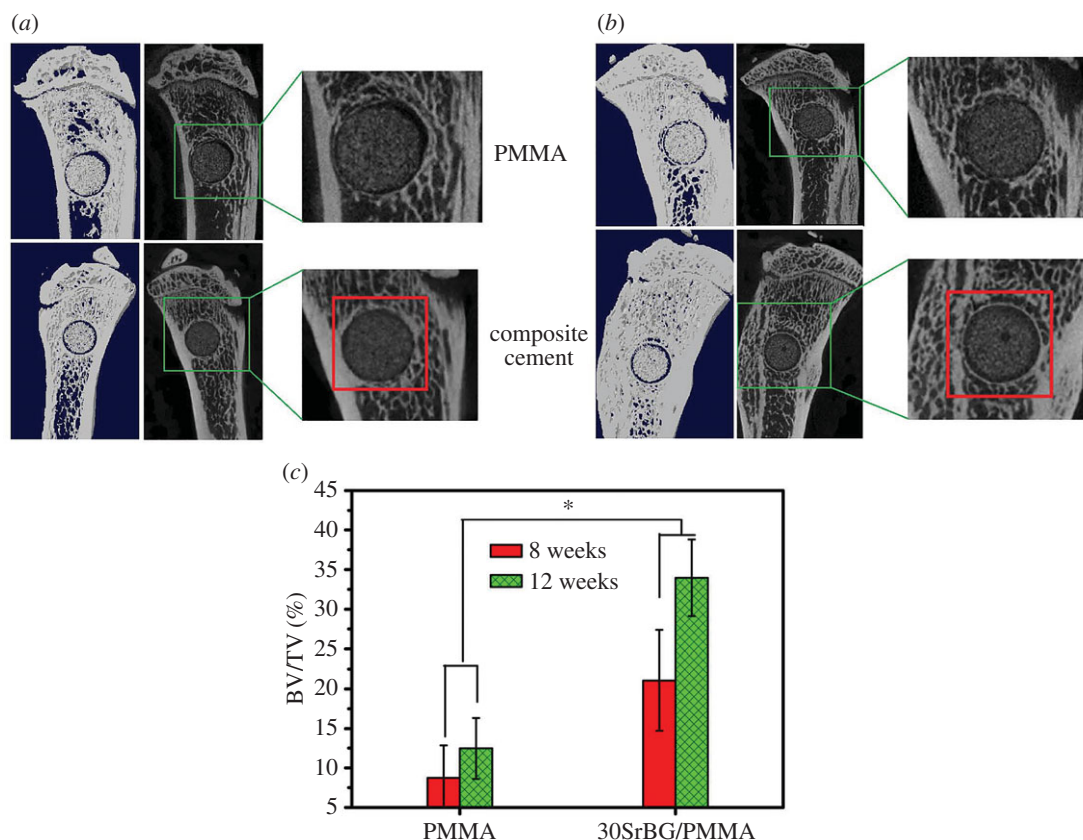 (a)
(b)
PMMA
composite
cement
(c)
45
40
35
30
25
20
15
10
5
BV/TV (%)
*
8 weeks
12 weeks
PMMA
30SrBG/PMMA